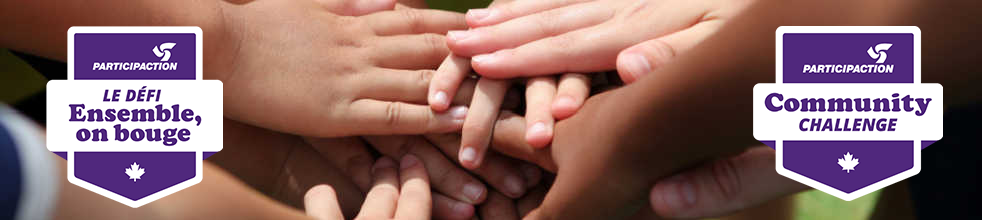 PARTICIPACTION
LE DÉFI
Ensemble,
on bouge
PARTICIPACTION
Community
CHALLENGE